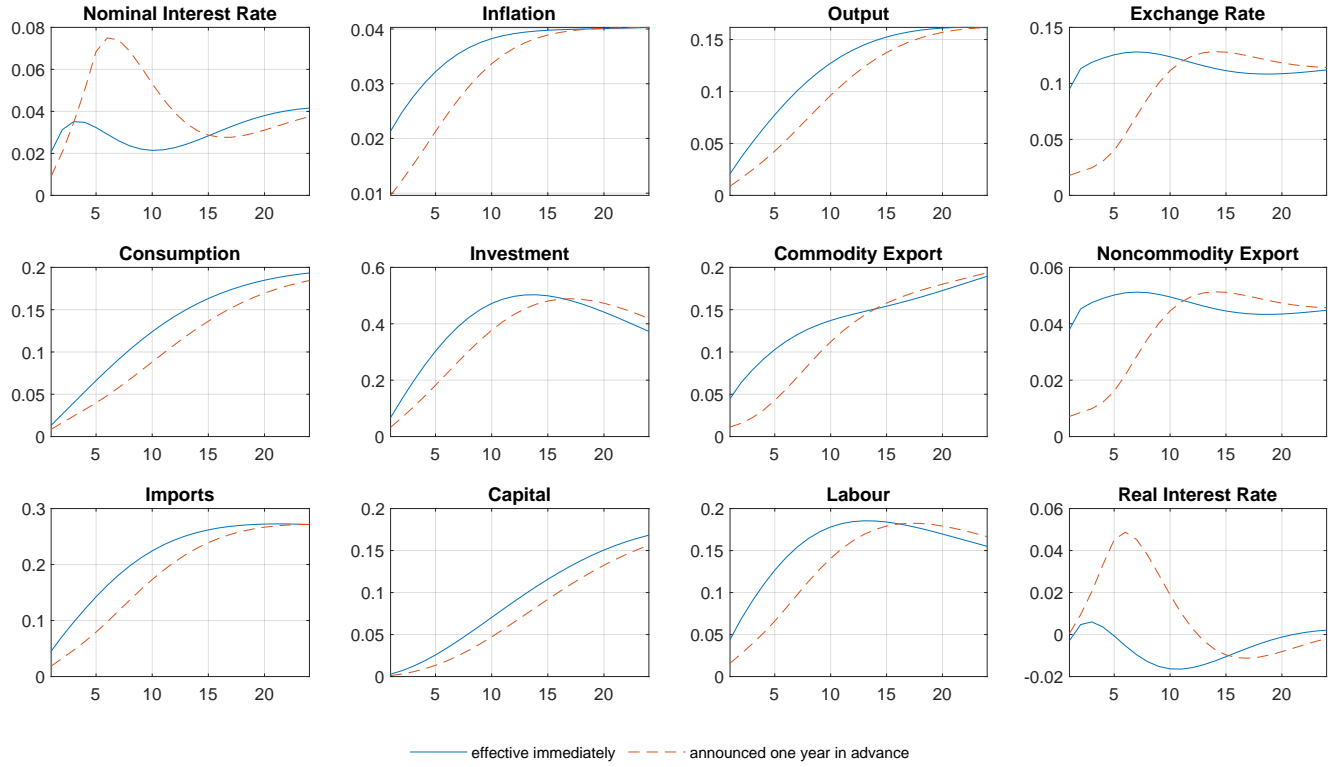 Nominal Interest Rate
0.08
0.06
0.04
0.02
0
5 10 15 20
Inflation
0.04
0.03
0.02
0.01
5 10 15 20
Output
0.15
0.1
0.05
0
5 10 15 20
Exchange Rate
0.15
0.1
0.05
0
5 10 15 20
Consumption
0.2
0.15
0.1
0.05
0
5 10 15 20
Investment
0.6
0.4
0.2
0
5 10 15 20
Commodity Export
0.2
0.15
0.1
0.05
0
5 10 15 20
Noncommodity Export
0.06
0.04
0.02
0
5 10 15 20
Imports
0.3
0.2
0.1
0
5 10 15 20
Capital
0.2
0.15
0.1
0.05
0
5 10 15 20
Labour
0.2
0.15
0.1
0.05
0
5 10 15 20
Real Interest Rate
0.06
0.04
0.02
0
-0.02
5 10 15 20
effective immediately announced one year in advance